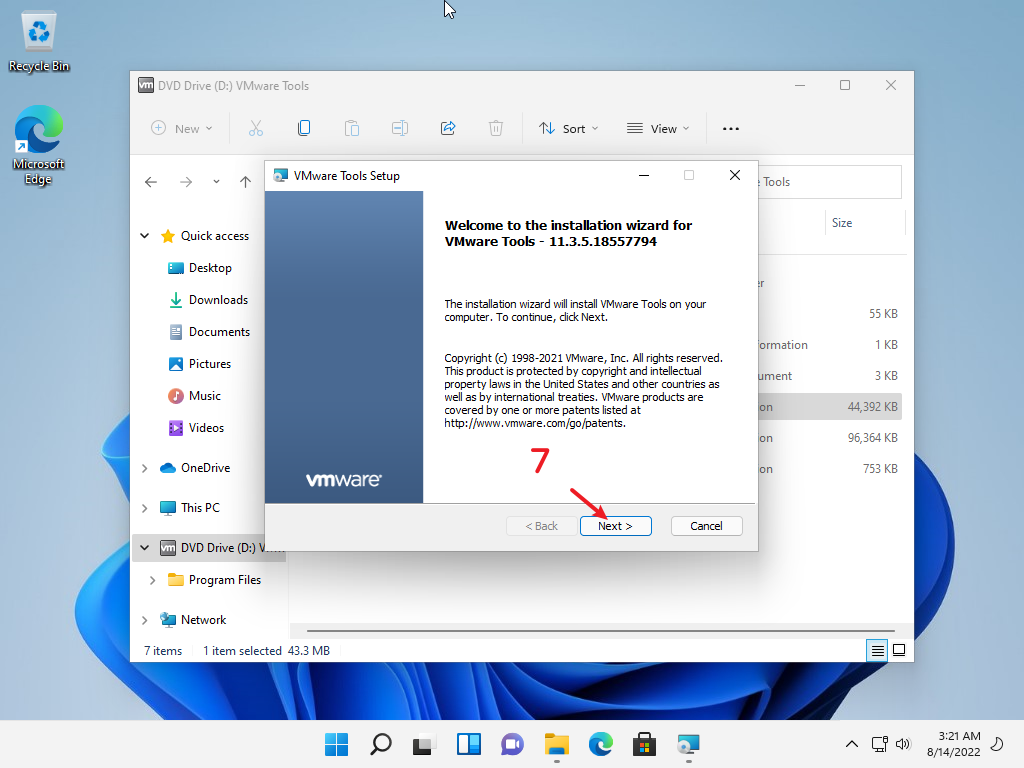 Recycle Bin
Microsoft
Edge
vm DVD Drive (D:) VMware Tools
New
Sort
View
Tools
Size
Quick access
Desktop
Downloads
Documents
Pictures
Music
Videos
OneDrive
This PC
vm DVD Drive (D:)
Program Files
Network
VMware Tools Setup
Welcome to the installation wizard for
VMware Tools - 11.3.5.18557794
The installation wizard will install VMware Tools on your
computer. To continue, click Next.
Copyright (c) 1998-2021 VMware, Inc. All rights reserved.
This product is protected by copyright and intellectual
property laws in the United States and other countries as
well as by international treaties. VMware products are
covered by one or more patents listed at
http://www.vmware.com/go/patents.
vmware®
7
< Back
Next >
Cancel
55 KB
1 KB
3 KB
44,392 KB
96,364 KB
753 KB
7 items
1 item selected 43.3 MB
3:21 AM
8/14/2022